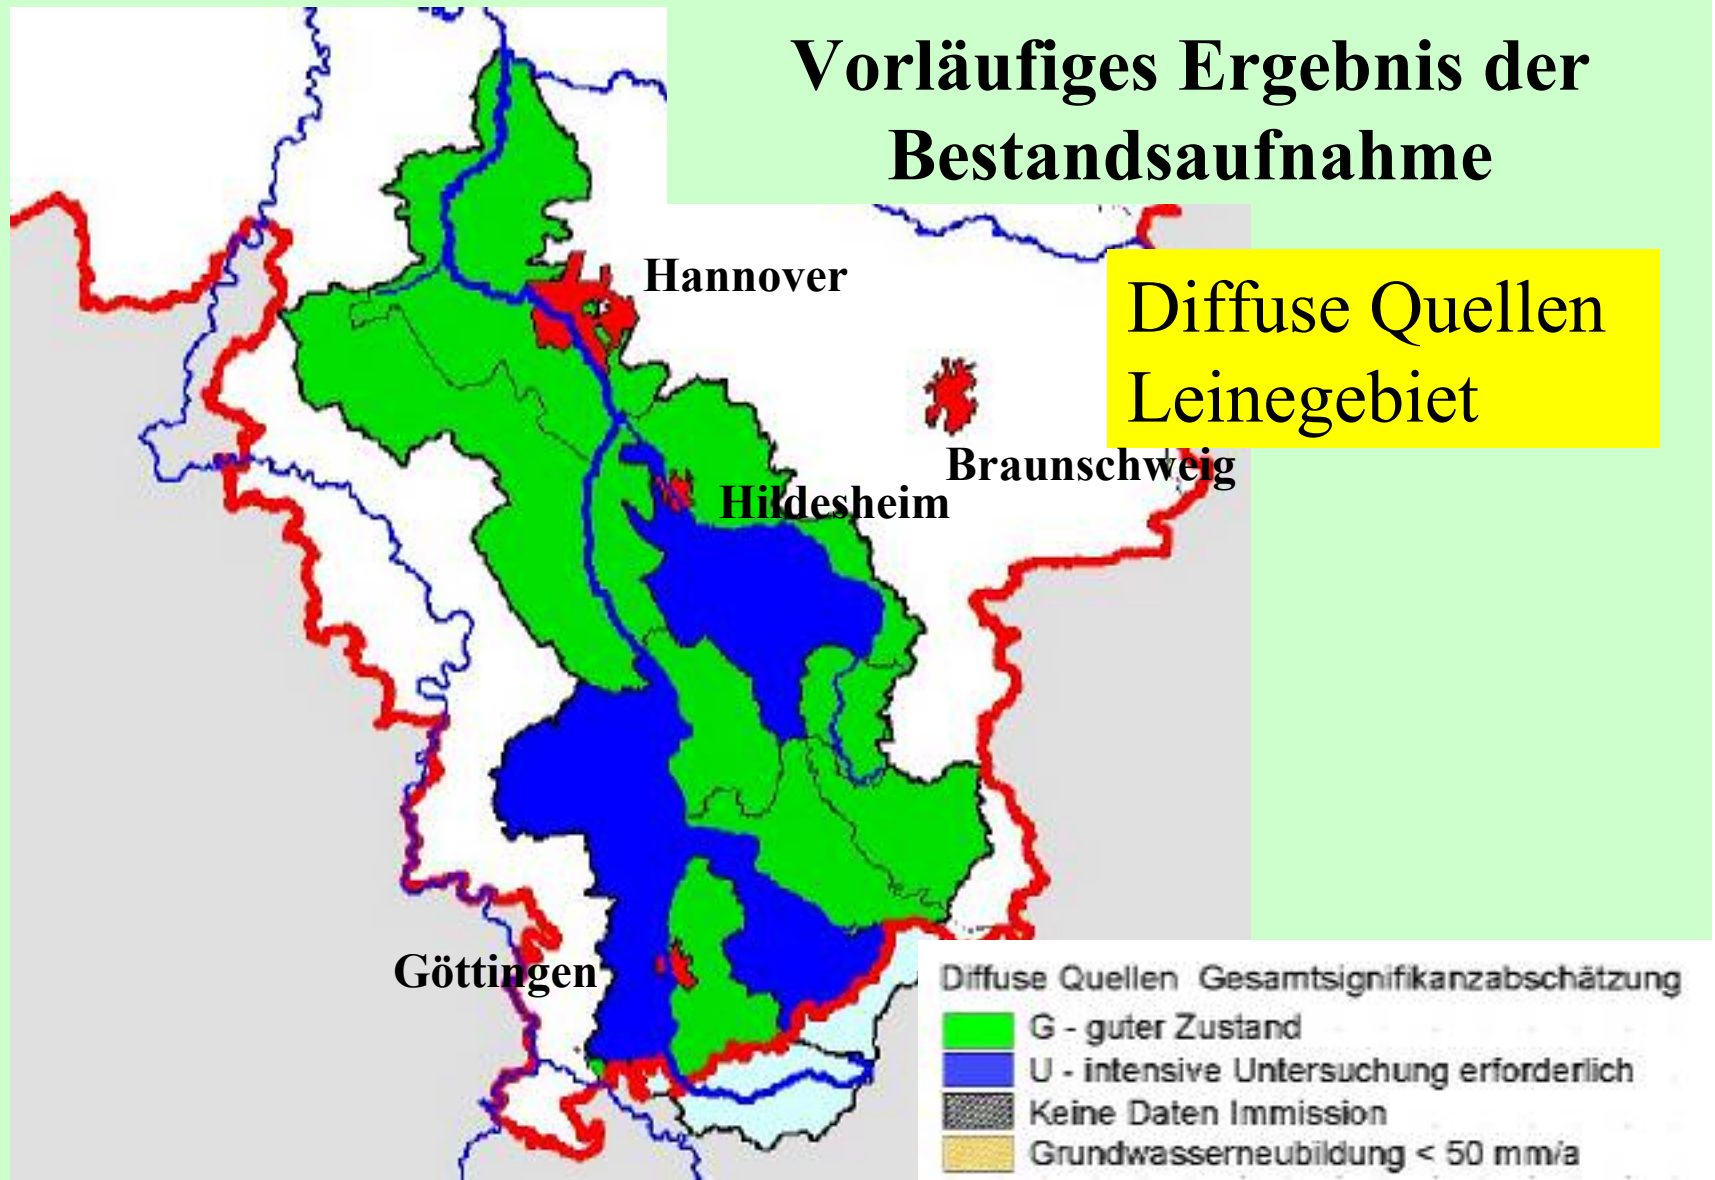 Vorläufiges Ergebnis der
Bestandsaufnahme
Diffuse Quellen
Leinegebiet
Hannover
Braunschweig
Hildesheim
Göttingen
Diffuse Quellen Gesamtsignifikanzabschätzung
G - guter Zustand
U - intensive Untersuchung erforderlich
Keine Daten Immission
Grundwasserneubildung < 50 mm/a